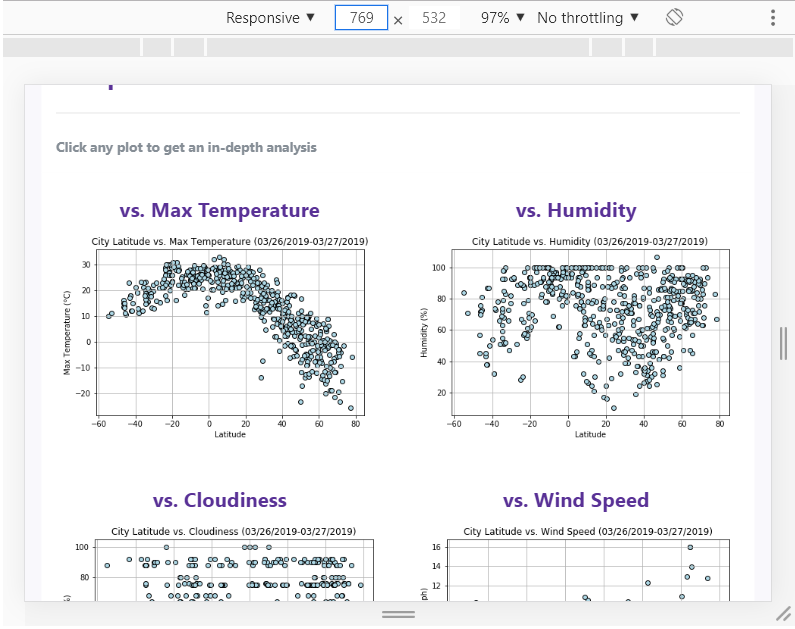 Responsive ▼ 769 × 532 97% ▼ No throttling ▼
Click any plot to get an in-depth analysis
vs. Max Temperature
City Latitude vs. Max Temperature (03/26/2019-03/27/2019)
Max Temperature (°C)
30
20
10
0
−10
−20
−60 −40 −20 0 20 40 60 80
Latitude
vs. Humidity
City Latitude vs. Humidity (03/26/2019-03/27/2019)
Humidity (%)
100
80
60
40
20
−60 −40 −20 0 20 40 60 80
Latitude
vs. Cloudiness
City Latitude vs. Cloudiness (03/26/2019-03/27/2019)
100
80
%)
vs. Wind Speed
City Latitude vs. Wind Speed (03/26/2019-03/27/2019)
16
14
12
ph)